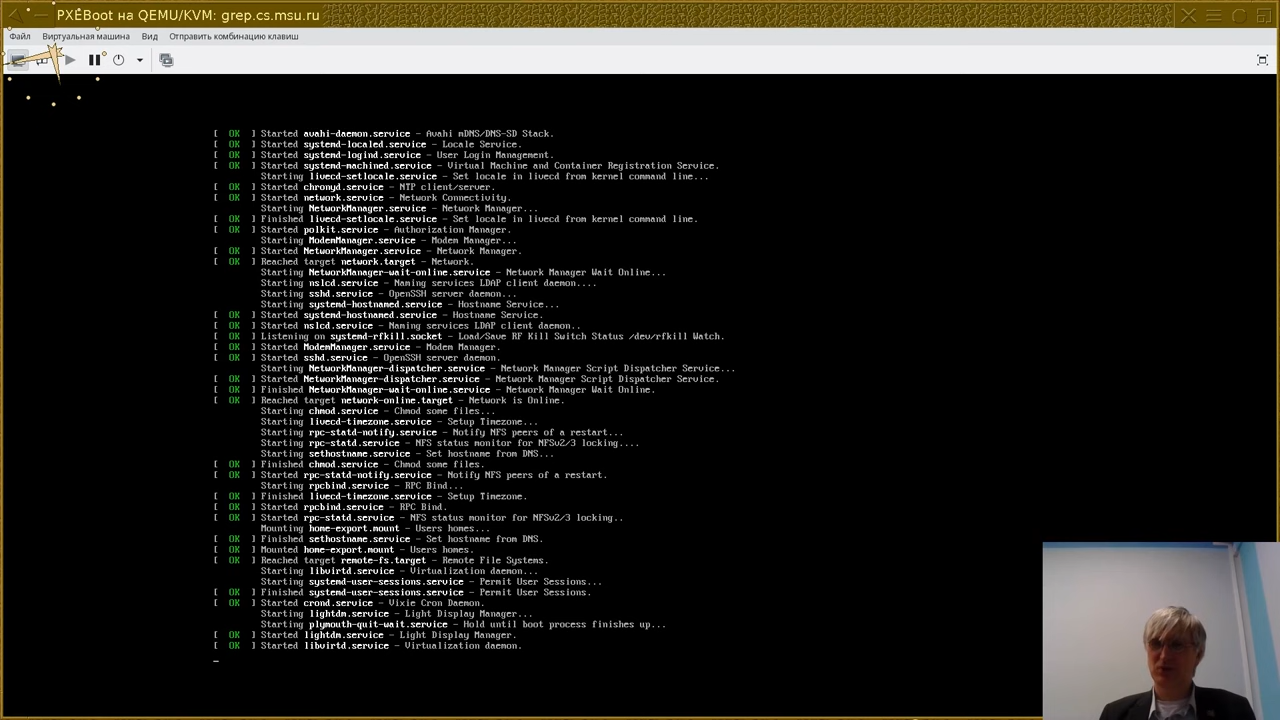 PXEBoot на QEMU/KVM: grep.cs.msu.ru
Файл Виртуальная машина Вид Отправить комбинацию клавиш
[ OK ] Started avahi-daemon.service - Avahi mDNS/DNS-SD Stack.
[ OK ] Started systemd-localed.service - Locale Service.
[ OK ] Started systemd-logind.service - User Login Management.
[ OK ] Started systemd-machined.service - Virtual Machine and Container Registration Service.
Starting livecd-setlocale.service - Set locale in livecd from kernel command line...
[ OK ] Started chronyd.service - NTP client/server.
[ OK ] Started network.service - Network Connectivity.
Starting NetworkManager.service - Network Manager...
[ OK ] Finished livecd-setlocale.service - Set locale in livecd from kernel command line.
[ OK ] Started polkit.service - Authorization Manager.
Starting ModemManager.service - Modem Manager...
[ OK ] Started NetworkManager.service - Network Manager.
[ OK ] Reached target network.target - Network.
Starting NetworkManager-wait-online.service - Network Manager Wait Online...
Starting nslcd.service - Naming services LDAP client daemon....
Starting sshd.service - OpenSSH server daemon...
Starting systemd-hostnamed.service - Hostname Service...
[ OK ] Started systemd-hostnamed.service - Hostname Service.
[ OK ] Started nslcd.service - Naming services LDAP client daemon..
[ OK ] Listening on systemd-rfkill.socket - Load/Save RF Kill Switch Status /dev/rfkill Watch.
[ OK ] Started ModemManager.service - Modem Manager.
[ OK ] Started sshd.service - OpenSSH server daemon.
Starting NetworkManager-dispatcher.service - Network Manager Script Dispatcher Service...
[ OK ] Started NetworkManager-dispatcher.service - Network Manager Script Dispatcher Service.
[ OK ] Finished NetworkManager-wait-online.service - Network Manager Wait Online.
[ OK ] Reached target network-online.target - Network is Online.
Starting chmod.service - Chmod some files...
Starting livecd-timezone.service - Setup Timezone...
Starting rpc-statd-notify.service - Notify NFS peers of a restart...
Starting rpc-statd.service - NFS status monitor for NFSv2/3 locking....
Starting sethostname.service - Set hostname from DNS...
[ OK ] Finished chmod.service - Chmod some files.
[ OK ] Started rpc-statd-notify.service - Notify NFS peers of a restart.
Starting rpcbind.service - RPC Bind...
[ OK ] Finished livecd-timezone.service - Setup Timezone.
[ OK ] Started rpcbind.service - RPC Bind.
[ OK ] Started rpc-statd.service - NFS status monitor for NFSv2/3 locking..
Mounting home-export.mount - Users homes...
[ OK ] Finished sethostname.service - Set hostname from DNS.
[ OK ] Mounted home-export.mount - Users homes.
[ OK ] Reached target remote-fs.target - Remote File Systems.
Starting libvirtd.service - Virtualization daemon...
Starting systemd-user-sessions.service - Permit User Sessions...
[ OK ] Finished systemd-user-sessions.service - Permit User Sessions.
[ OK ] Started crond.service - Vixie Cron Daemon.
Starting lightdm.service - Light Display Manager...
Starting plymouth-quit-wait.service - Hold until boot process finishes up...
[ OK ] Started lightdm.service - Light Display Manager.
[ OK ] Started libvirtd.service - Virtualization daemon.